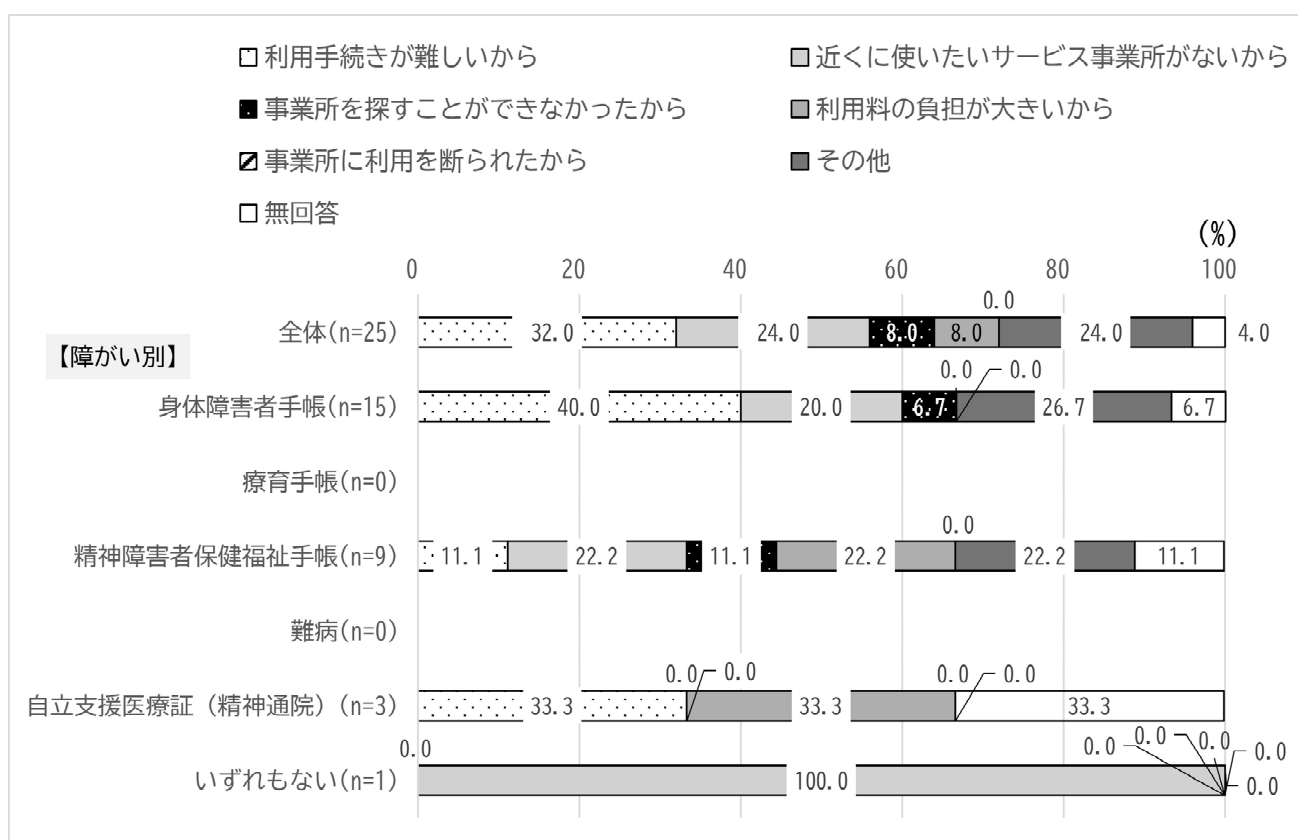 利用手続きが難しいから 近くに使いたいサービス事業所がないから
事業所を探すことができなかったから 利用料の負担が大きいから
事業所に利用を断られたから その他
無回答
(%)
0 20 40 60 80 100
0.0
全体(n=25) 32.0 24.0 8.0 8.0 24.0 4.0
【障がい別】
0.0 0.0
身体障害者手帳(n=15) 40.0 20.0 6.7 26.7 6.7
療育手帳(n=0)
0.0
精神障害者保健福祉手帳(n=9) 11.1 22.2 11.1 22.2 22.2 11.1
難病(n=0)
0.0 0.0 0.0 0.0
自立支援医療証（精神通院）(n=3) 33.3 33.3 33.3
0.0 0.0 0.0 0.0 0.0
いずれもない(n=1) 100.0 0.0